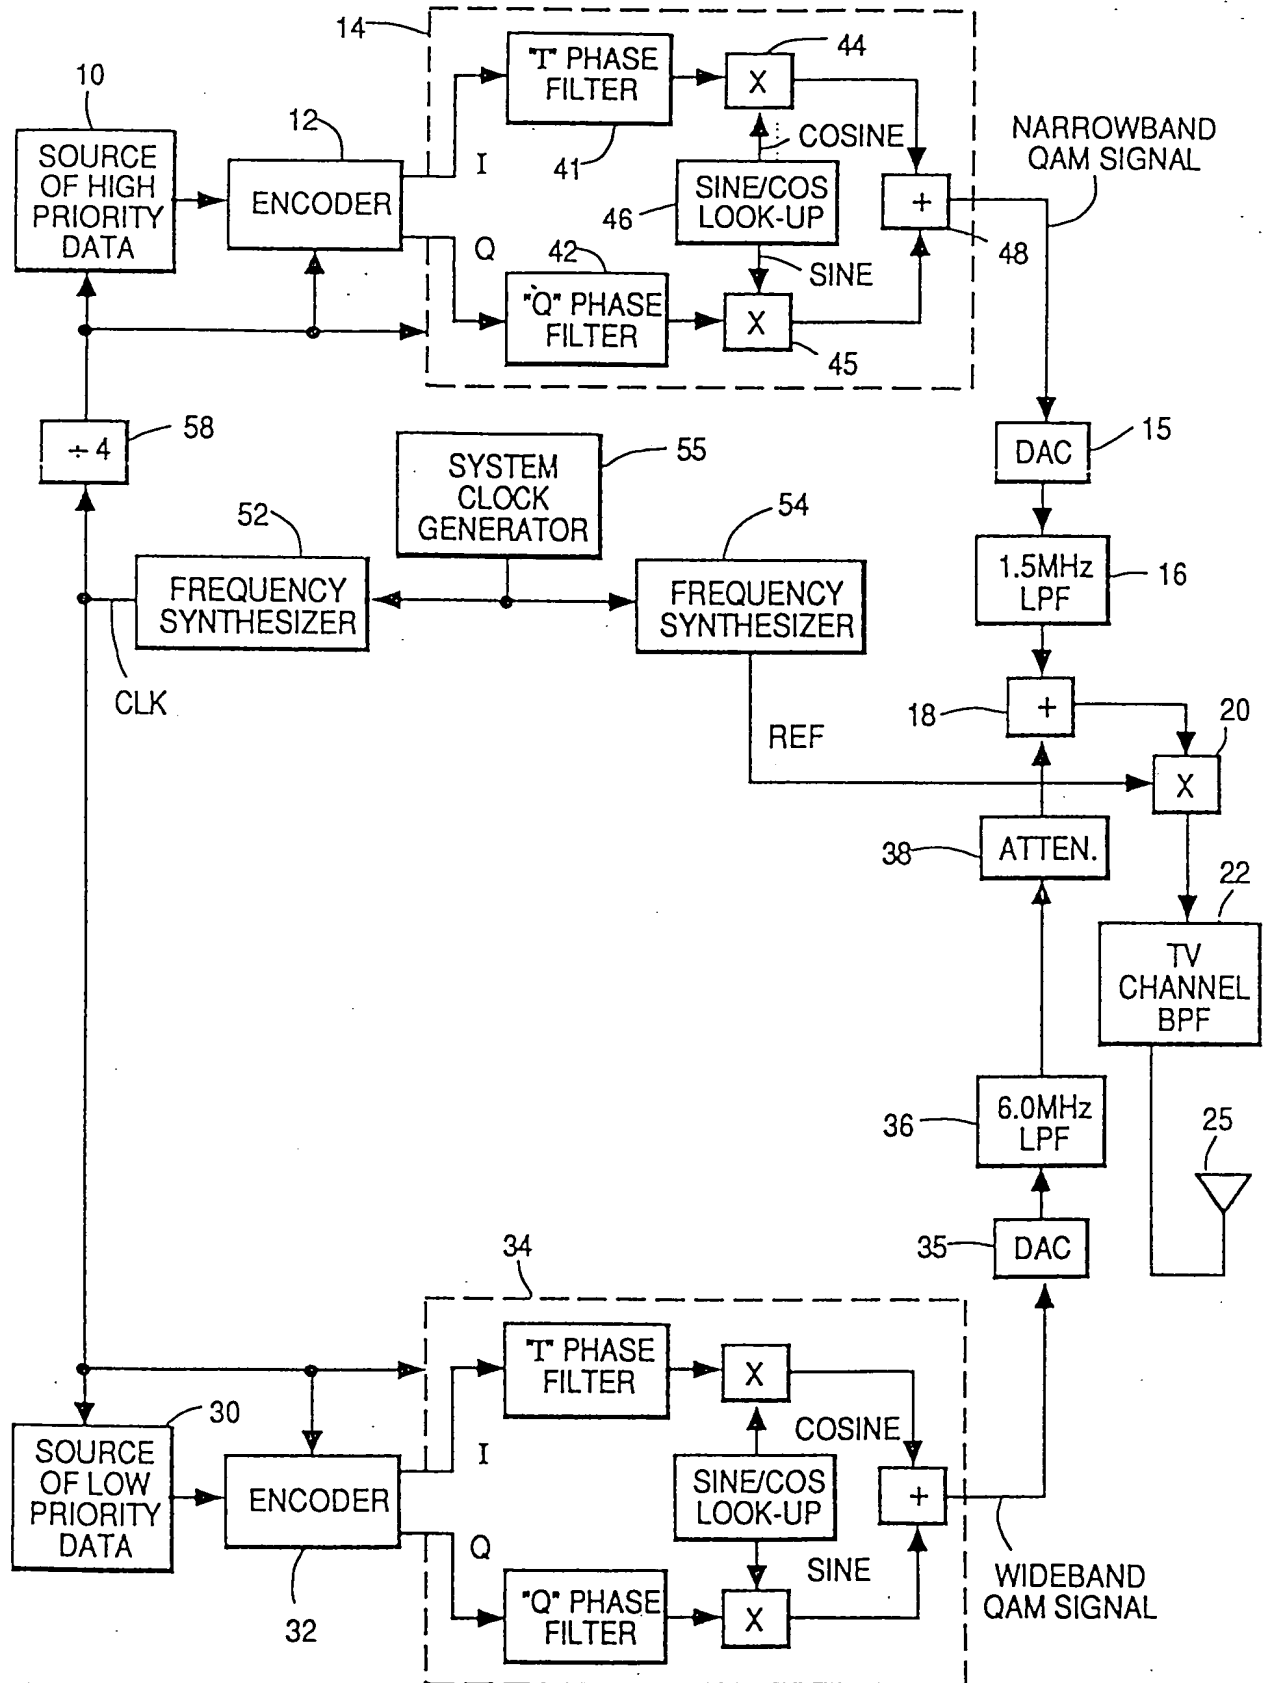 14
"I" PHASE
FILTER
41
X
44
COSINE
NARROWBAND
QAM SIGNAL
10
SOURCE
OF HIGH
PRIORITY
DATA
12
ENCODER
I
Q
SINE/COS
LOOK-UP
46
+
48
SINE
42
"Q" PHASE
FILTER
X
45
÷ 4
58
SYSTEM
CLOCK
GENERATOR
55
DAC
15
52
FREQUENCY
SYNTHESIZER
54
FREQUENCY
SYNTHESIZER
1.5MHz
LPF
16
CLK
REF
18
+
20
X
38
ATTEN.
22
TV
CHANNEL
BPF
36
6.0MHz
LPF
25
35
DAC
34
"I" PHASE
FILTER
X
30
SOURCE
OF LOW
PRIORITY
DATA
ENCODER
32
I
Q
COSINE
SINE/COS
LOOK-UP
+
SINE
"Q" PHASE
FILTER
X
WIDEBAND
QAM SIGNAL